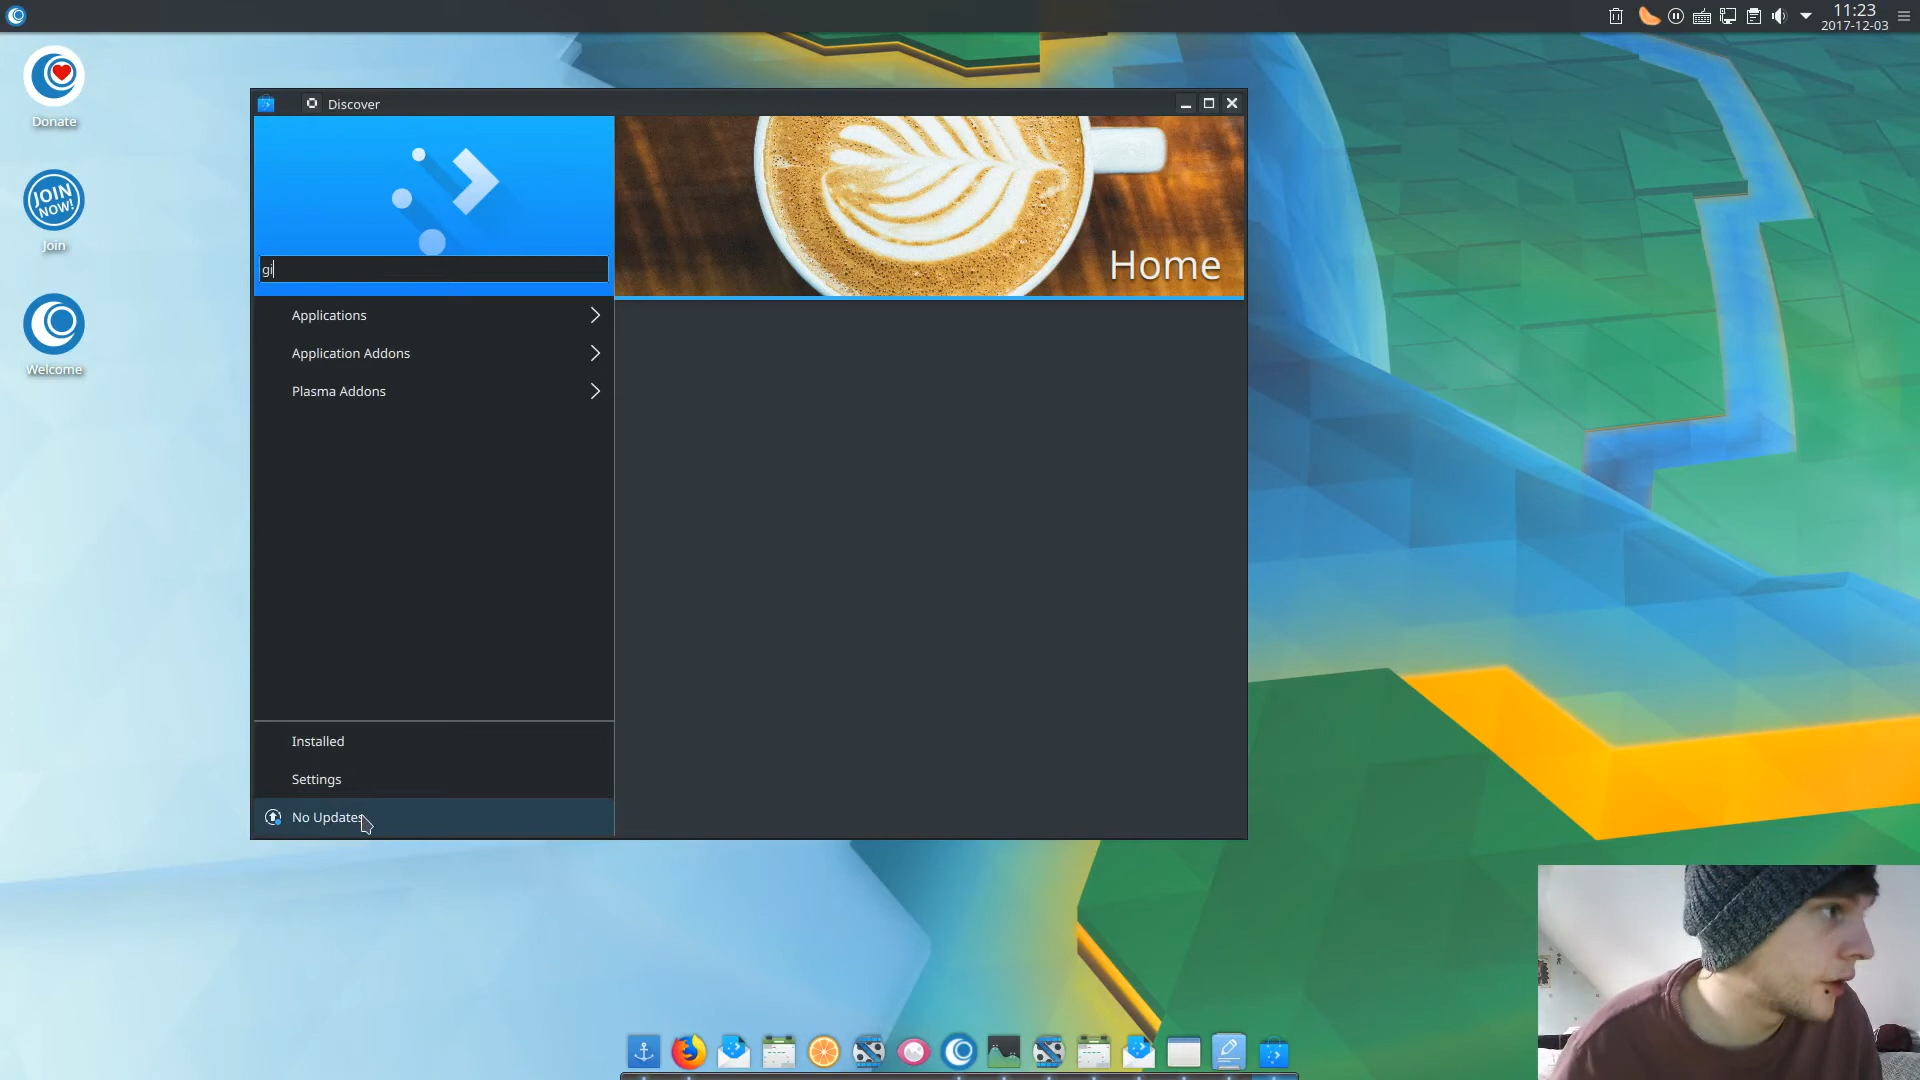 11:23
2017-12-03
Donate
JOIN
NOW!
Join
Welcome
Discover
gi
Home
Applications
Application Addons
Plasma Addons
Installed
Settings
No Updates